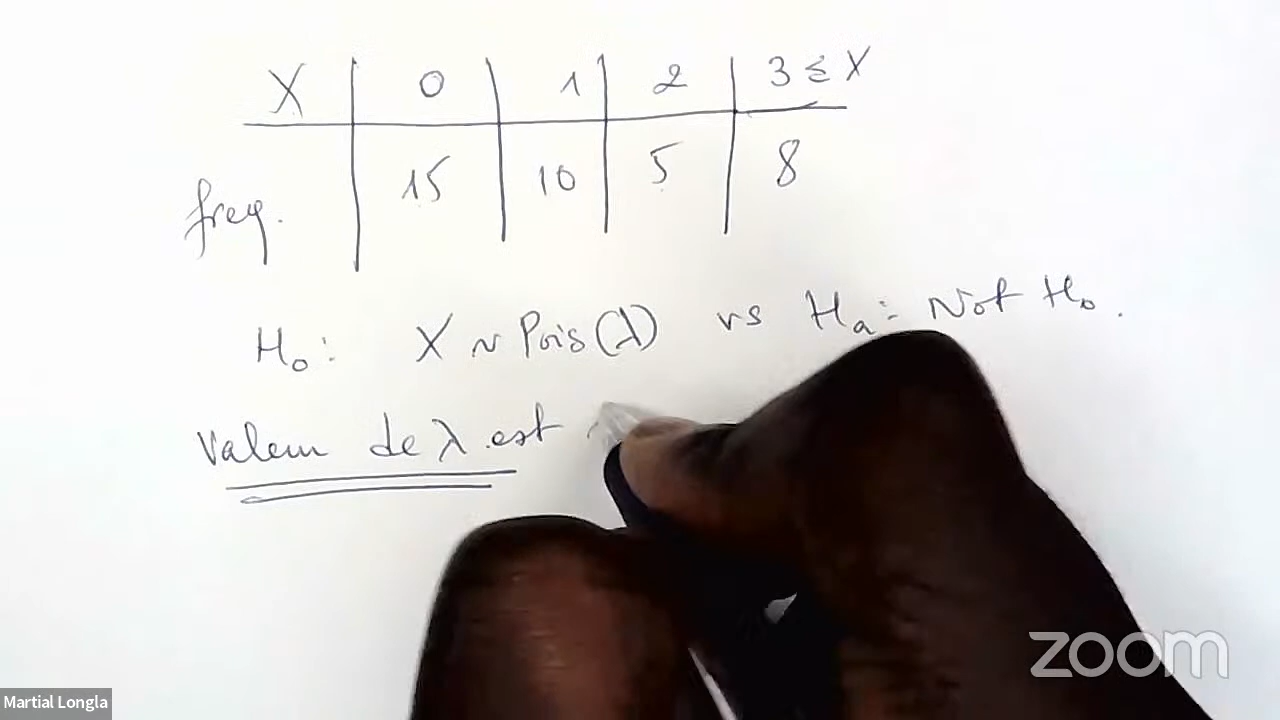 X 0 1 2 3 ≤ X
freq. 15 10 5 8
H₀: X ~ Pois(λ) vs Hₐ: Not H₀.
Valeur de λ est
zoom
Martial Longla